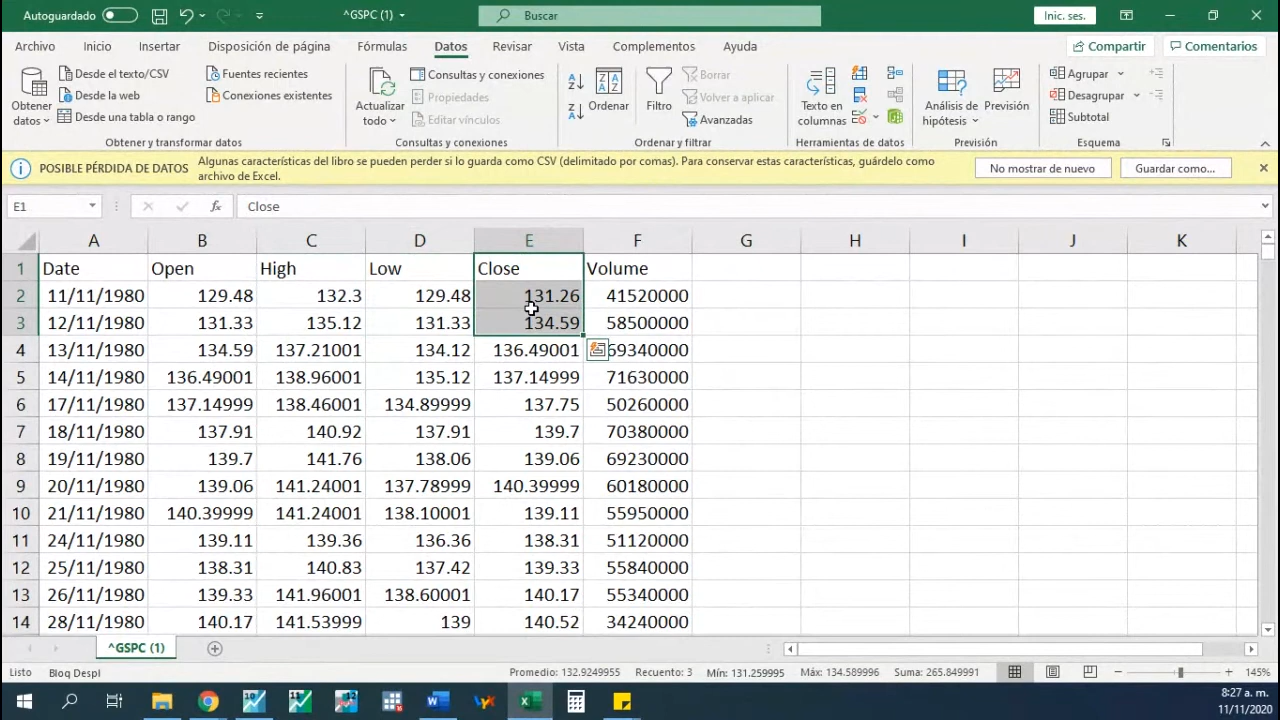 Autoguardado
^GSPC (1)
Buscar
Inic. ses.
Archivo Inicio Insertar Disposición de página Fórmulas Datos Revisar Vista Complementos Ayuda
Compartir Comentarios
Obtener datos
Desde el texto/CSV
Desde la web
Desde una tabla o rango
Fuentes recientes
Conexiones existentes
Obtener y transformar datos
Actualizar todo
Consultas y conexiones
Propiedades
Editar vínculos
Consultas y conexiones
Ordenar
Filtro
Borrar
Volver a aplicar
Avanzadas
Ordenar y filtrar
Texto en columnas
Herramientas de datos
Análisis de hipótesis
Previsión
Previsión
Agrupar
Desagrupar
Subtotal
Esquema
POSIBLE PÉRDIDA DE DATOS
Algunas características del libro se pueden perder si lo guarda como CSV (delimitado por comas). Para conservar estas características, guárdelo como
archivo de Excel.
No mostrar de nuevo
Guardar como...
E1
fx
Close
A B C D E F G H I J K
1 Date Open High Low Close Volume
2 11/11/1980 129.48 132.3 129.48 131.26 41520000
3 12/11/1980 131.33 135.12 131.33 134.59 58500000
4 13/11/1980 134.59 137.21001 134.12 136.49001 69340000
5 14/11/1980 136.49001 138.96001 135.12 137.14999 71630000
6 17/11/1980 137.14999 138.46001 134.89999 137.75 50260000
7 18/11/1980 137.91 140.92 137.91 139.7 70380000
8 19/11/1980 139.7 141.76 138.06 139.06 69230000
9 20/11/1980 139.06 141.24001 137.78999 140.39999 60180000
10 21/11/1980 140.39999 141.24001 138.10001 139.11 55950000
11 24/11/1980 139.11 139.36 136.36 138.31 51120000
12 25/11/1980 138.31 140.83 137.42 139.33 55840000
13 26/11/1980 139.33 141.96001 138.60001 140.17 55340000
14 28/11/1980 140.17 141.53999 139 140.52 34240000
^GSPC (1)
Listo Bloq Despl Promedio: 132.9249955 Recuento: 3 Mín: 131.259995 Máx: 134.589996 Suma: 265.849991 145%
8:27 a. m.
11/11/2020